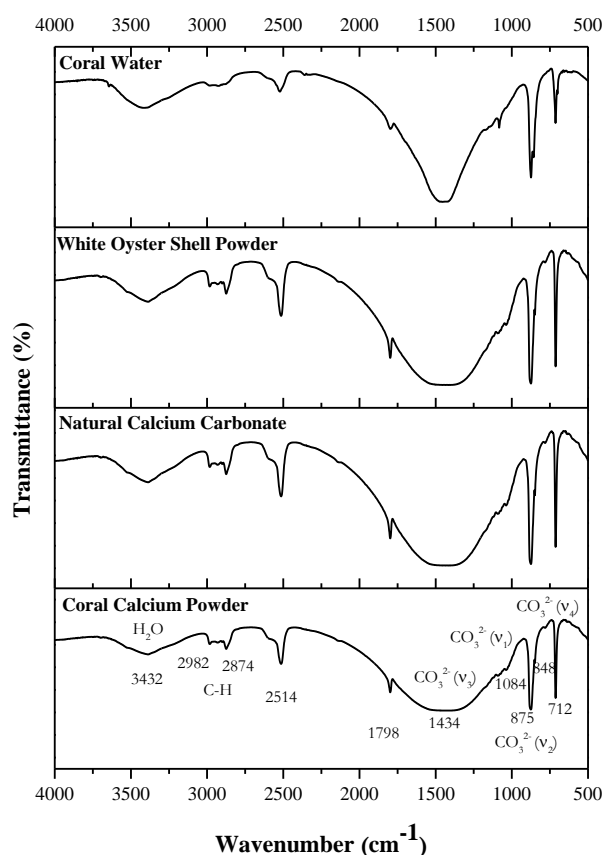 4000 3500 3000 2500 2000 1500 1000 500
Coral Water
White Oyster Shell Powder
Natural Calcium Carbonate
Coral Calcium Powder
H₂O
3432
2982
2874
C-H
2514
1798
CO₃²⁻ (ν₃)
1434
CO₃²⁻ (ν₁)
1084
CO₃²⁻ (ν₄)
848
875
712
CO₃²⁻ (ν₂)
4000 3500 3000 2500 2000 1500 1000 500
Wavenumber (cm⁻¹)
Transmittance (%)